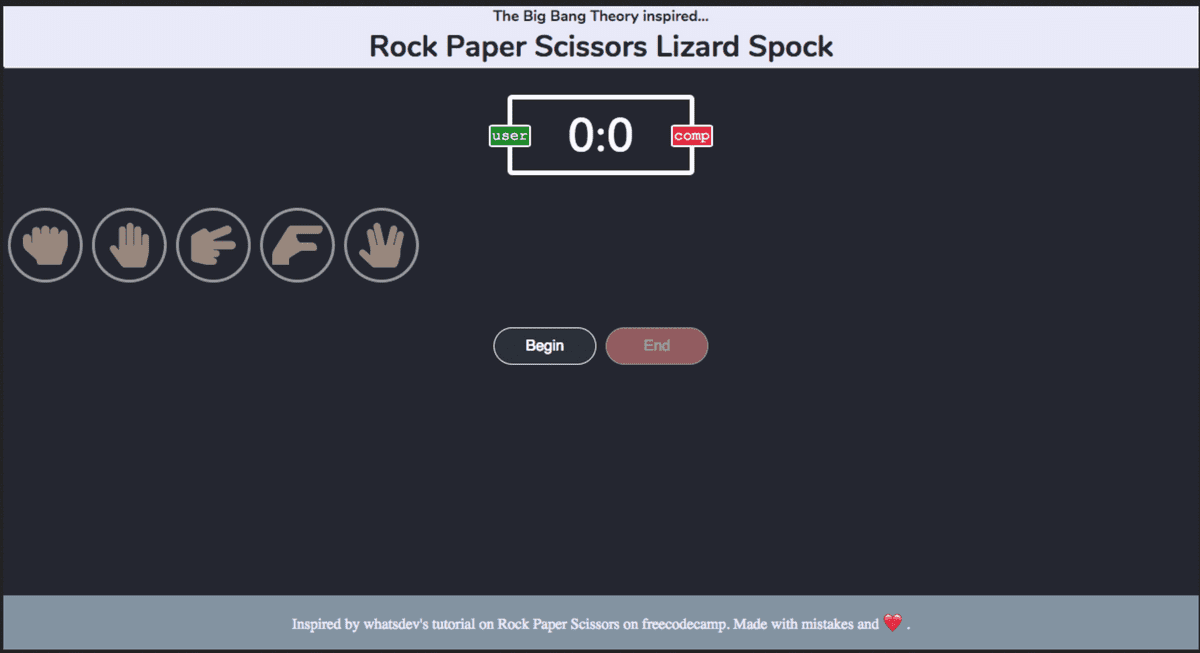 The Big Bang Theory inspired...
Rock Paper Scissors Lizard Spock
user 0:0 comp
Begin End
Inspired by whatsdev's tutorial on Rock Paper Scissors on freecodecamp. Made with mistakes and ❤️ .